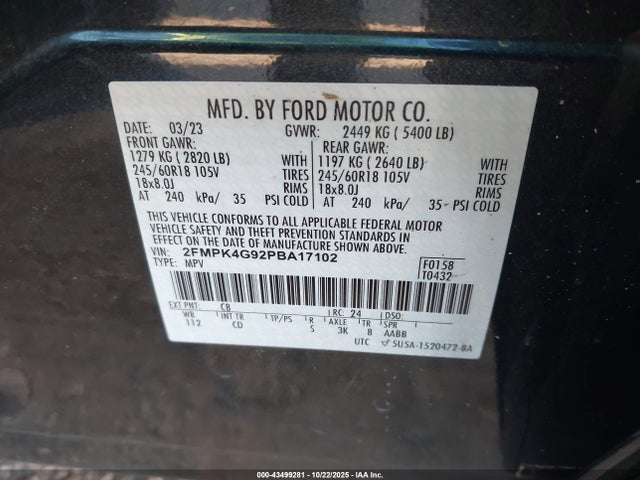 MFD. BY FORD MOTOR CO.
DATE: 03/23 GVWR: 2449 KG ( 5400 LB)
FRONT GAWR: REAR GAWR:
1279 KG ( 2820 LB) WITH 1197 KG ( 2640 LB) WITH
245/60R18 105V TIRES 245/60R18 105V TIRES
18x8.0J RIMS 18x8.0J RIMS
AT 240 kPa/ 35 PSI COLD AT 240 kPa/ 35 PSI COLD
THIS VEHICLE CONFORMS TO ALL APPLICABLE FEDERAL MOTOR
VEHICLE SAFETY AND THEFT PREVENTION STANDARDS IN
EFFECT ON THE DATE OF MANUFACTURE SHOWN ABOVE.
VIN: 2FMPK4G92PBA17102 F0158
TYPE: MPV T0432
EXT PNT: C8 RC: 24 DSO:
WB INT TR TP/PS R AXLE TR SPR
112 CD S 3K 8 AABB
UTC SU5A-1520472-BA
000-43499281 - 10/22/2025 - IAA Inc.